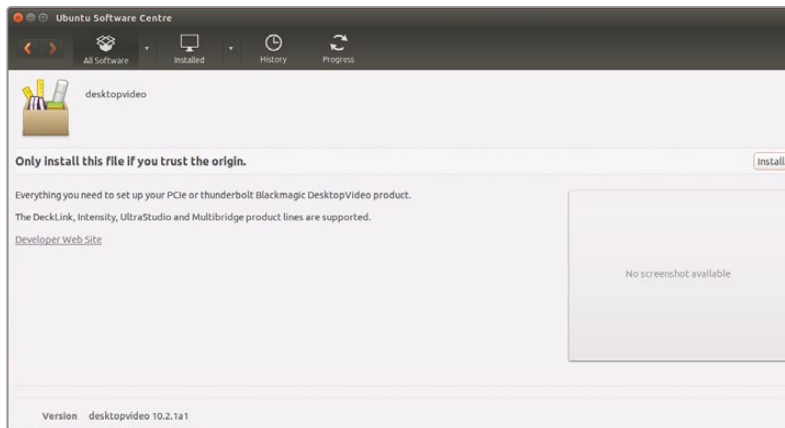 Ubuntu Software Centre
All Software
Installed
History
Progress
desktopvideo
Only install this file if you trust the origin.
Install
Everything you need to set up your PCIe or thunderbolt Blackmagic DesktopVideo product.
The DeckLink, Intensity, UltraStudio and Multibridge product lines are supported.
Developer Web Site
No screenshot available
Version desktopvideo 10.2.1a1